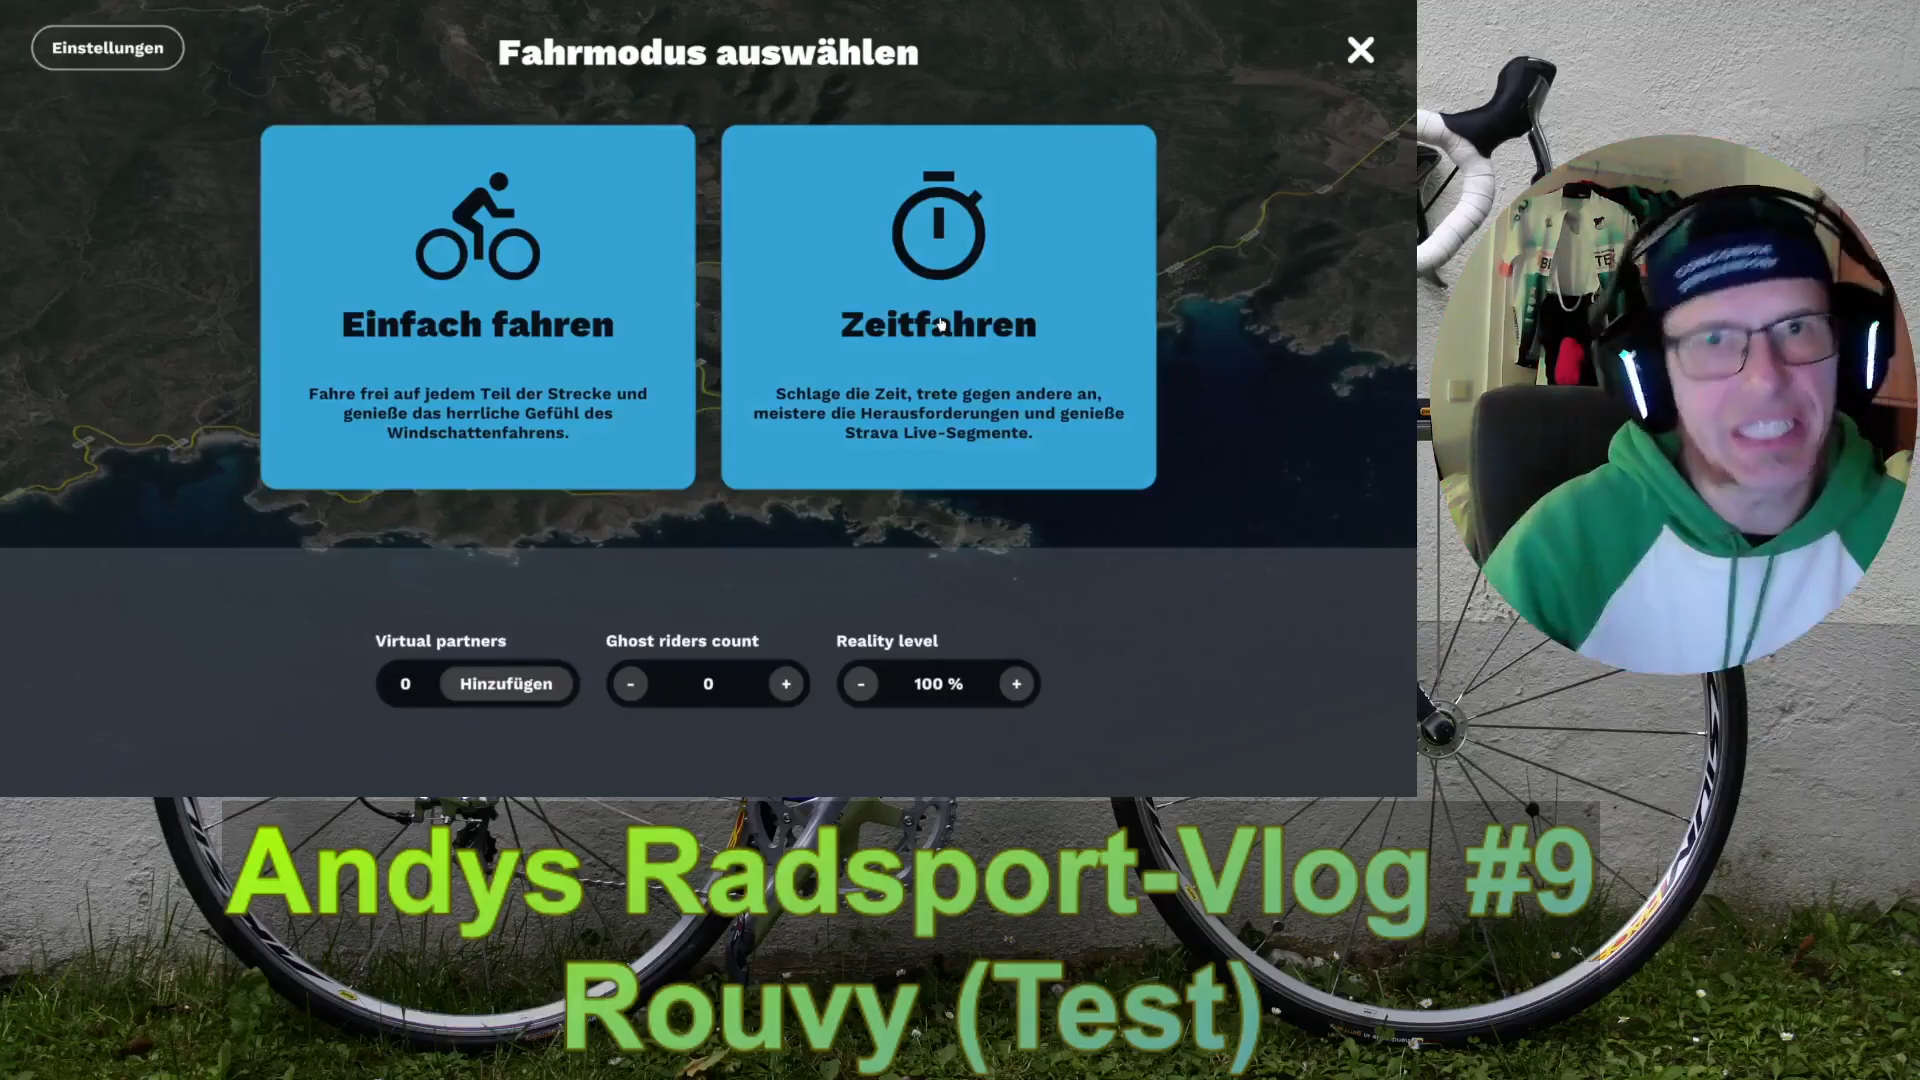 Einstellungen
Fahrmodus auswählen
Einfach fahren
Fahre frei auf jedem Teil der Strecke und
genieße das herrliche Gefühl des
Windschattenfahrens.
Zeitfahren
Schlage die Zeit, trete gegen andere an,
meistere die Herausforderungen und genieße
Strava Live-Segmente.
Virtual partners
0 Hinzufügen
Ghost riders count
- 0 +
Reality level
- 100 % +
Andys Radsport-Vlog #9
Rouvy (Test)